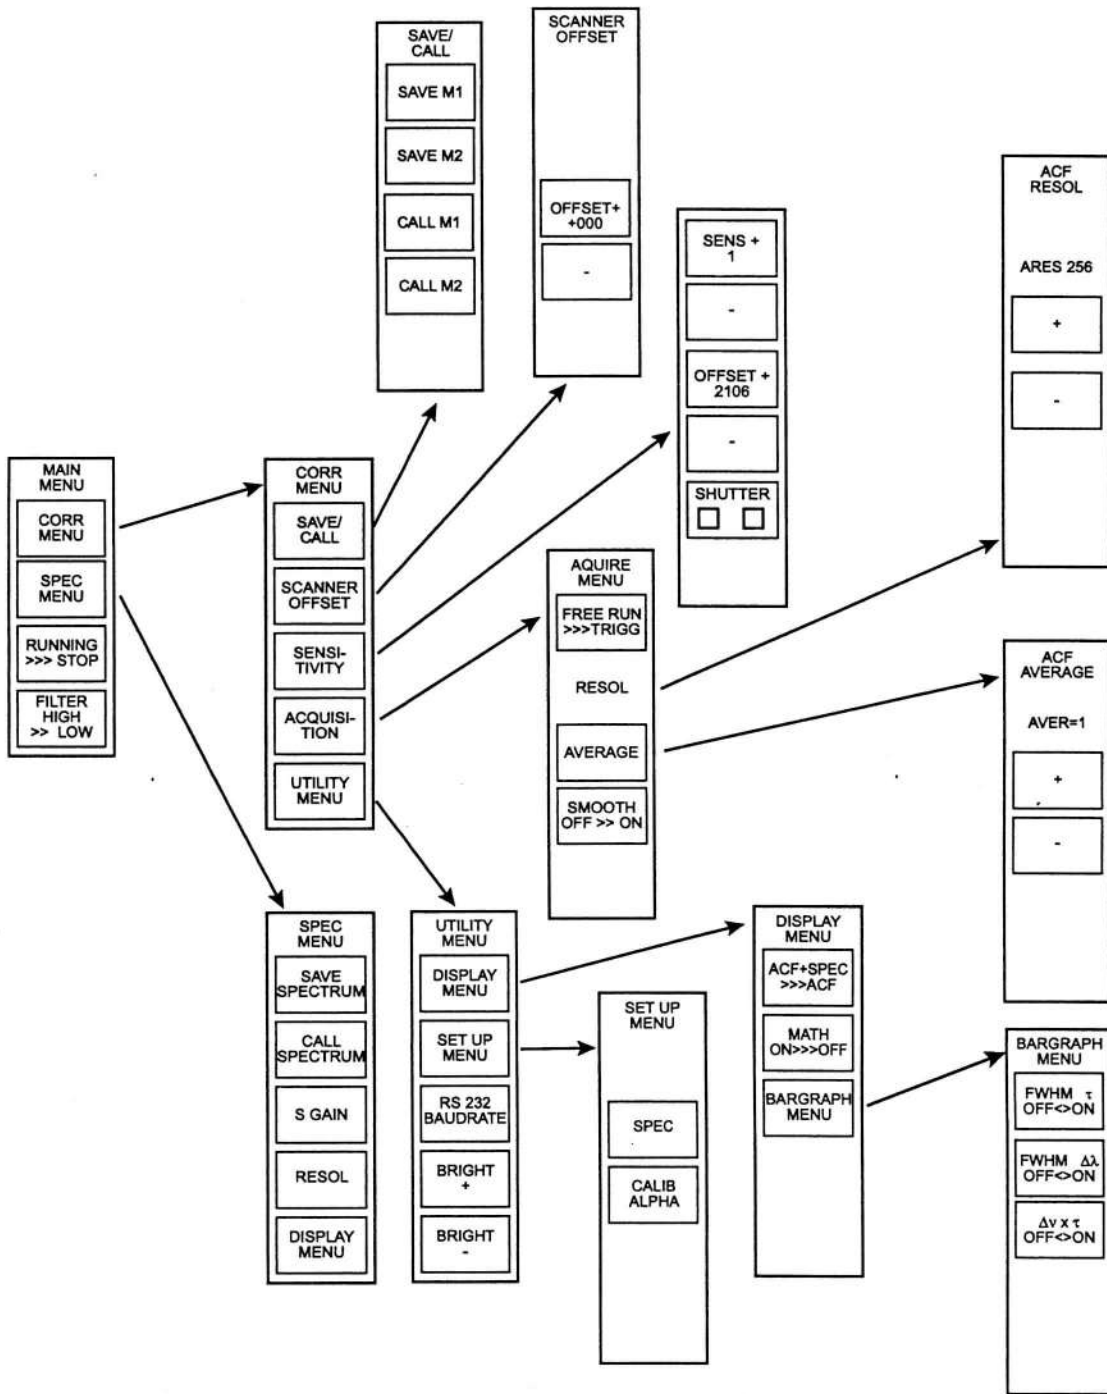 SAVE/
CALL
SAVE M1
SAVE M2
CALL M1
CALL M2
SCANNER
OFFSET
OFFSET+
+000
-
SENS +
1
-
OFFSET +
2106
-
SHUTTER
ACF
RESOL
ARES 256
+
-
MAIN
MENU
CORR
MENU
SPEC
MENU
RUNNING
>>> STOP
FILTER
HIGH
>> LOW
CORR
MENU
SAVE/
CALL
SCANNER
OFFSET
SENSI-
TIVITY
ACQUISI-
TION
UTILITY
MENU
AQUIRE
MENU
FREE RUN
>>>TRIGG
RESOL
AVERAGE
SMOOTH
OFF >> ON
ACF
AVERAGE
AVER=1
+
-
SPEC
MENU
SAVE
SPECTRUM
CALL
SPECTRUM
S GAIN
RESOL
DISPLAY
MENU
UTILITY
MENU
DISPLAY
MENU
SET UP
MENU
RS 232
BAUDRATE
BRIGHT
+
BRIGHT
-
SET UP
MENU
SPEC
CALIB
ALPHA
DISPLAY
MENU
ACF+SPEC
>>>ACF
MATH
ON>>>OFF
BARGRAPH
MENU
BARGRAPH
MENU
FWHM τ
OFF<>ON
FWHM Δλ
OFF<>ON
Δν x τ
OFF<>ON